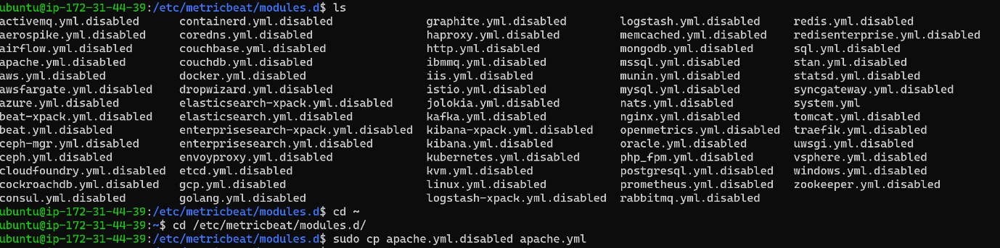 ubuntu@ip-172-31-44-39:/etc/metricbeat/modules.d$ ls
activemq.yml.disabled containerd.yml.disabled graphite.yml.disabled logstash.yml.disabled redis.yml.disabled
aerospike.yml.disabled coredns.yml.disabled haproxy.yml.disabled memcached.yml.disabled redisenterprise.yml.disabled
airflow.yml.disabled couchbase.yml.disabled http.yml.disabled mongodb.yml.disabled sql.yml.disabled
apache.yml.disabled couchdb.yml.disabled ibmmq.yml.disabled mssql.yml.disabled stan.yml.disabled
aws.yml.disabled docker.yml.disabled iis.yml.disabled munin.yml.disabled statsd.yml.disabled
awsfargate.yml.disabled dropwizard.yml.disabled istio.yml.disabled mysql.yml.disabled syncgateway.yml.disabled
azure.yml.disabled elasticsearch-xpack.yml.disabled jolokia.yml.disabled nats.yml.disabled system.yml
beat-xpack.yml.disabled elasticsearch.yml.disabled kafka.yml.disabled nginx.yml.disabled tomcat.yml.disabled
beat.yml.disabled enterprisesearch-xpack.yml.disabled kibana-xpack.yml.disabled openmetrics.yml.disabled traefik.yml.disabled
ceph-mgr.yml.disabled enterprisesearch.yml.disabled kibana.yml.disabled oracle.yml.disabled uwsgi.yml.disabled
ceph.yml.disabled envoyproxy.yml.disabled kubernetes.yml.disabled php_fpm.yml.disabled vsphere.yml.disabled
cloudfoundry.yml.disabled etcd.yml.disabled kvm.yml.disabled postgresql.yml.disabled windows.yml.disabled
cockroachdb.yml.disabled gcp.yml.disabled linux.yml.disabled prometheus.yml.disabled zookeeper.yml.disabled
consul.yml.disabled golang.yml.disabled logstash-xpack.yml.disabled rabbitmq.yml.disabled
ubuntu@ip-172-31-44-39:/etc/metricbeat/modules.d$ cd ~
ubuntu@ip-172-31-44-39:~$ cd /etc/metricbeat/modules.d/
ubuntu@ip-172-31-44-39:/etc/metricbeat/modules.d$ sudo cp apache.yml.disabled apache.yml